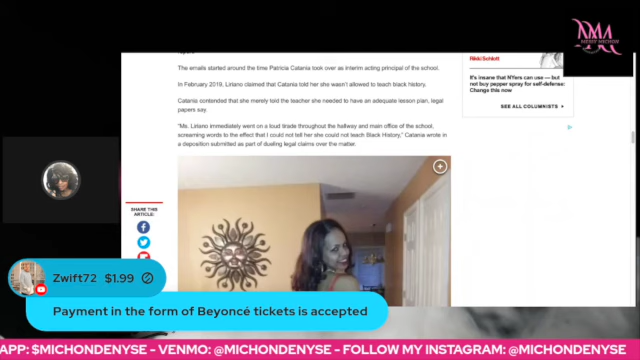 Rikki Schlott
NMA
The emails started around the time Patricia Catania took over as interim acting principal of the school.
It's insane that NYers can use — but
not buy pepper spray for self-defense:
Change this now
In February 2019, Liriano claimed that Catania told her she wasn't allowed to teach black history.
SEE ALL COLUMNISTS
Catania contended that she merely told the teacher she needed to have an adequate lesson plan, legal
papers say.
"Ms. Liriano immediately went on a loud tirade throughout the hallway and main office of the school,
screaming words to the effect that I could not tell her she could not teach Black History," Catania wrote in
a deposition submitted as part of dueling legal claims over the matter.
SHARE THIS
ARTICLE:
Zwift72 $1.99
Payment in the form of Beyoncé tickets is accepted
APP: $MICHONDENYSE - VENMO: @MICHONDENYSE - FOLLOW MY INSTAGRAM: @MICHONDENYSE